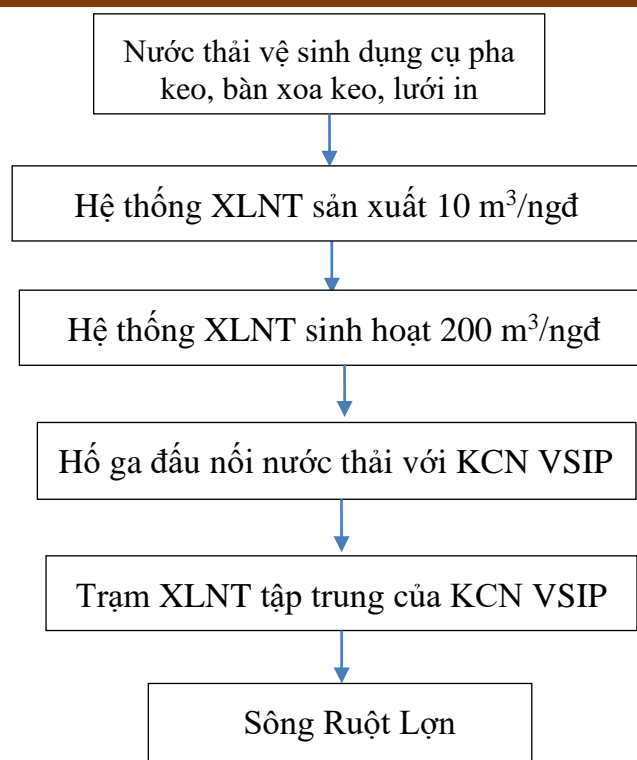 Nước thải vệ sinh dụng cụ pha
keo, bàn xoa keo, lưới in
Hệ thống XLNT sản xuất 10 m³/ngđ
Hệ thống XLNT sinh hoạt 200 m³/ngđ
Hố ga đấu nối nước thải với KCN VSIP
Trạm XLNT tập trung của KCN VSIP
Sông Ruột Lợn